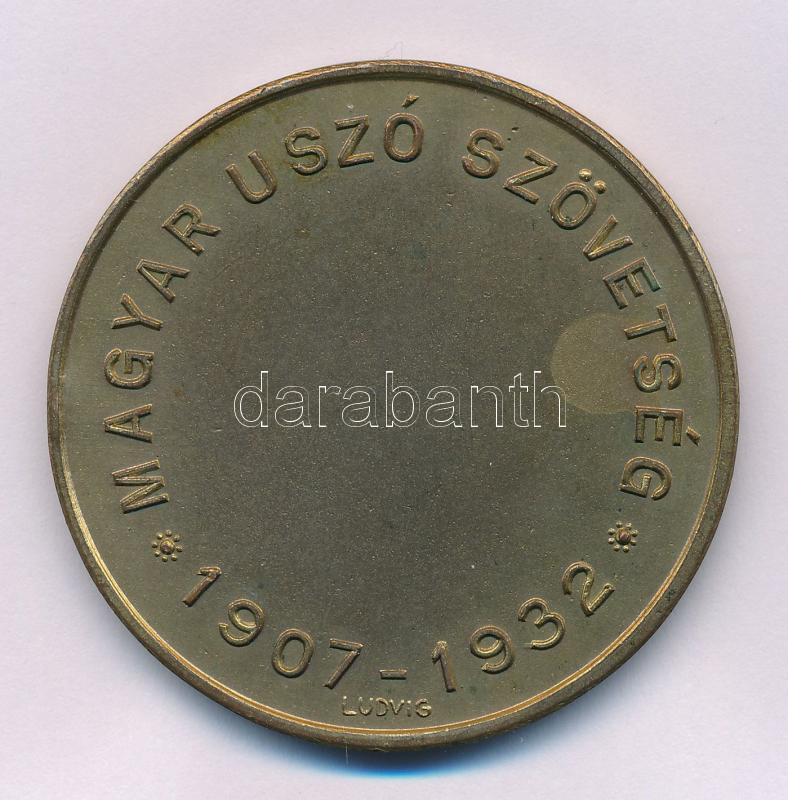 MAGYAR USZÓ SZÖVETSÉG
darabanth
1907-1932
LUDVIG